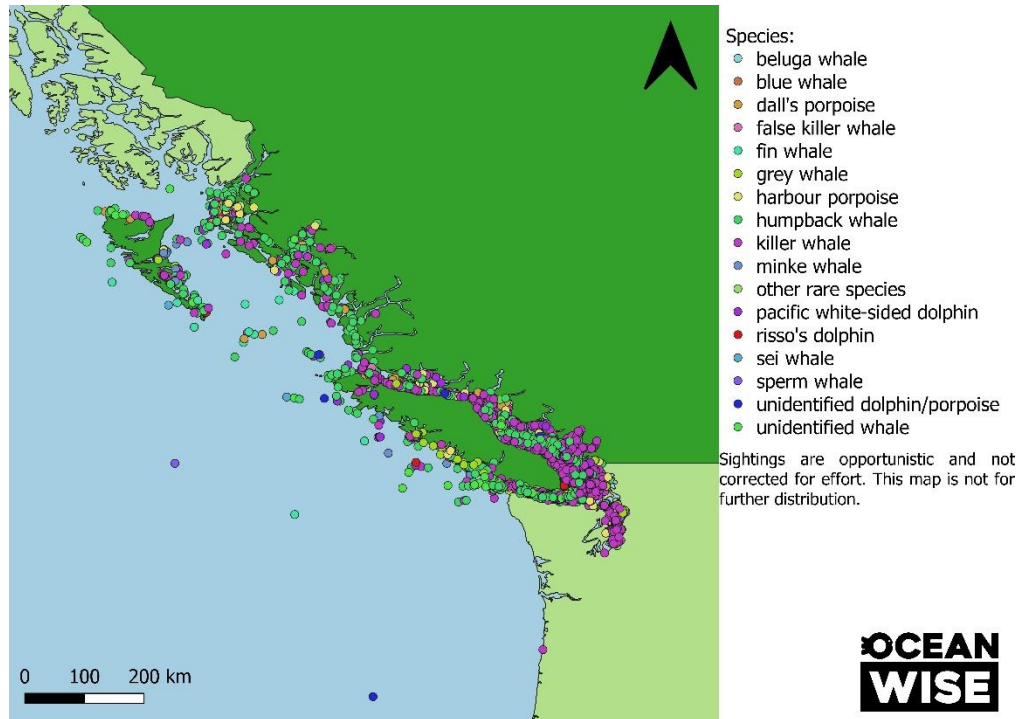 Species:
beluga whale
blue whale
dall's porpoise
false killer whale
fin whale
grey whale
harbour porpoise
humpback whale
killer whale
minke whale
other rare species
pacific white-sided dolphin
risso's dolphin
sei whale
sperm whale
unidentified dolphin/porpoise
unidentified whale
Sightings are opportunistic and not
corrected for effort. This map is not for
further distribution.
0 100 200 km
OCEAN
WISE